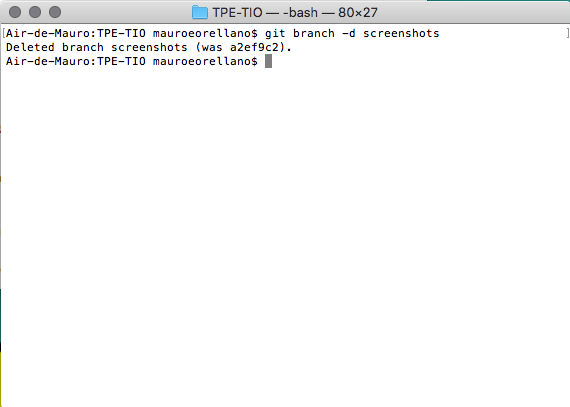 TPE-TIO — -bash — 80×27
[Air-de-Mauro:TPE-TIO mauroeorellano$ git branch -d screenshots ]
Deleted branch screenshots (was a2ef9c2).
Air-de-Mauro:TPE-TIO mauroeorellano$